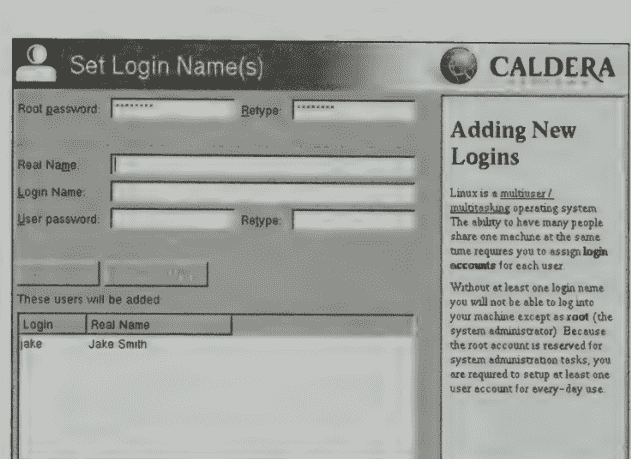 Set Login Name(s)
CALDERA
Root password: ******** Retype: ********
Real Name:
Login Name:
User password: Retype:
These users will be added
Login Real Name
jake Jake Smith
Adding New
Logins
Linux is a multiuser/
multitasking operating system
The ability to have many people
share one machine at the same
time requires you to assign login
accounts for each user
Without at least one login name
you will not be able to log into
your machine except as root (the
system administrator) Because
the root account is reserved for
system administration tasks, you
are required to setup at least one
user account for every-day use.